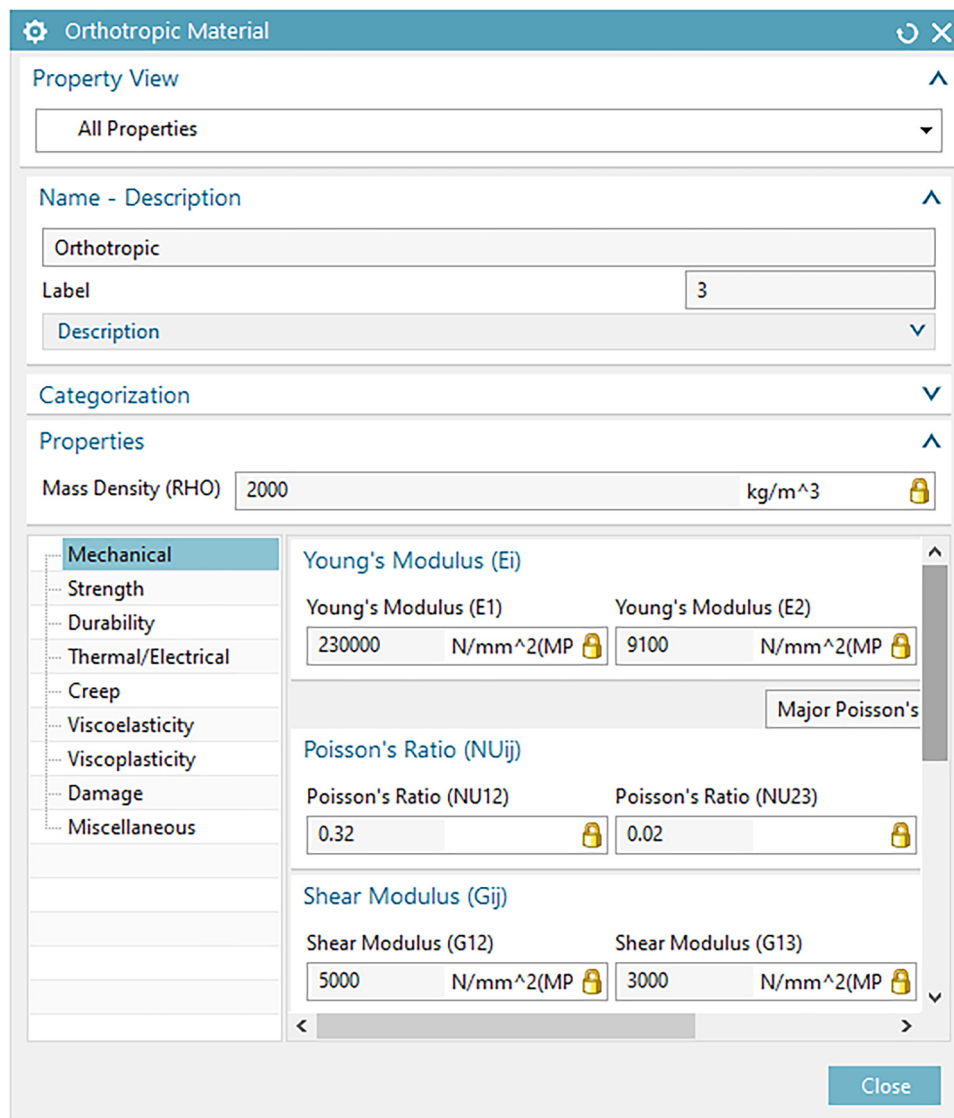 Orthotropic Material
Property View
All Properties
Name - Description
Orthotropic
Label 3
Description
Categorization
Properties
Mass Density (RHO) 2000 kg/m^3
Mechanical
Strength
Durability
Thermal/Electrical
Creep
Viscoelasticity
Viscoplasticity
Damage
Miscellaneous
Young's Modulus (Ei)
Young's Modulus (E1) Young's Modulus (E2)
230000 N/mm^2(MP 9100 N/mm^2(MP
Major Poisson's
Poisson's Ratio (NUij)
Poisson's Ratio (NU12) Poisson's Ratio (NU23)
0.32 0.02
Shear Modulus (Gij)
Shear Modulus (G12) Shear Modulus (G13)
5000 N/mm^2(MP 3000 N/mm^2(MP
Close